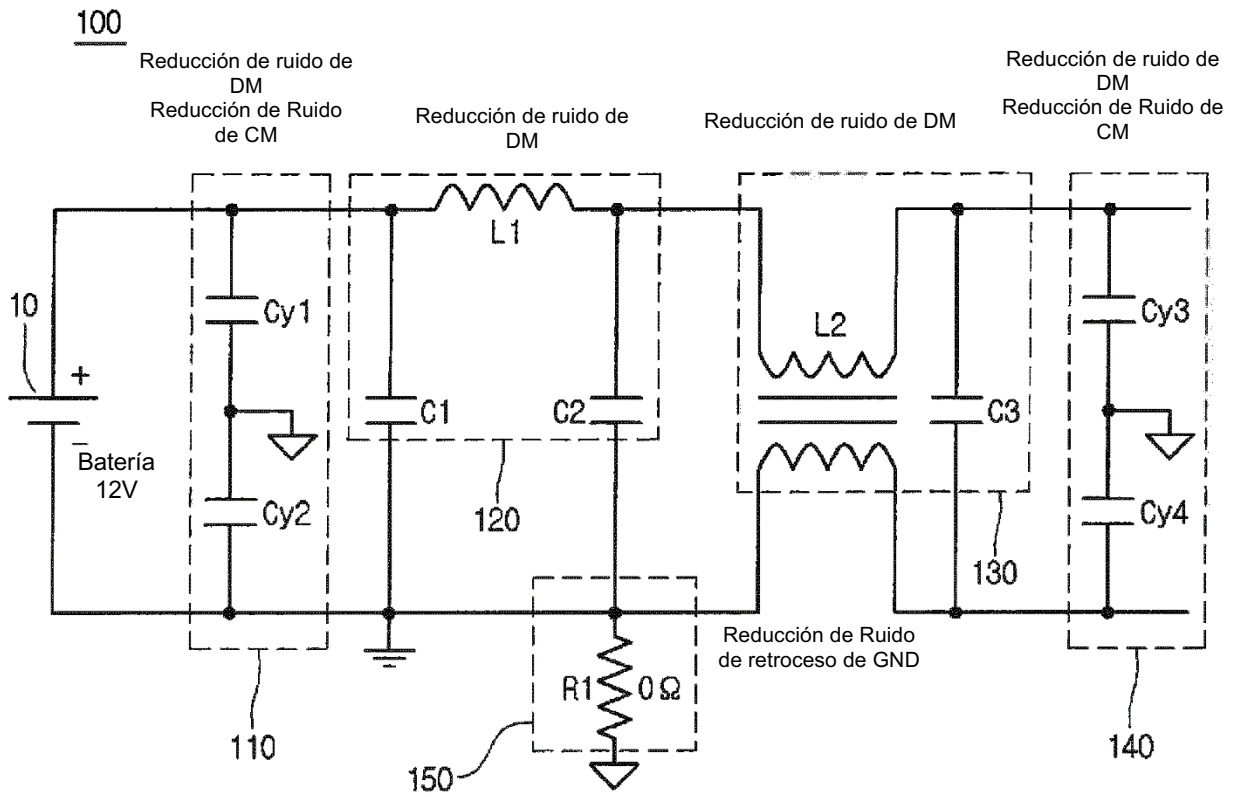 100
Reducción de ruido de
DM
Reducción de Ruido
de CM
Reducción de ruido de
DM
Reducción de ruido de DM
Reducción de ruido de
DM
Reducción de Ruido de
CM
L1
10
+
Cy1
L2
Cy3
C1
C2
C3
−
Batería
12V
Cy2
120
Cy4
130
Reducción de Ruido
de retroceso de GND
R1
0Ω
110
150
140